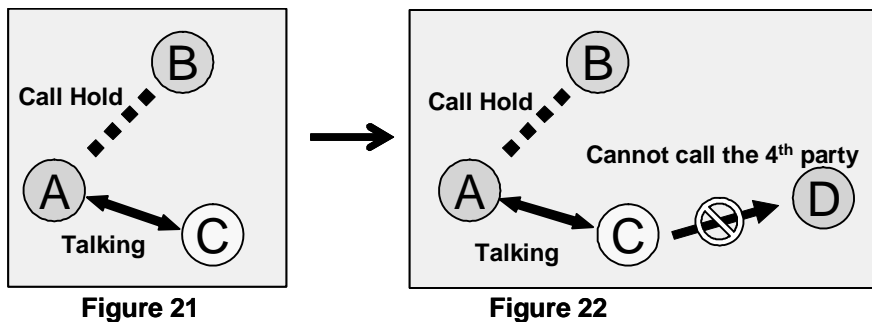 B
Call Hold
A
C
Talking
Figure 21
B
Call Hold
Cannot call the 4th party
A
D
C
Talking
Figure 22